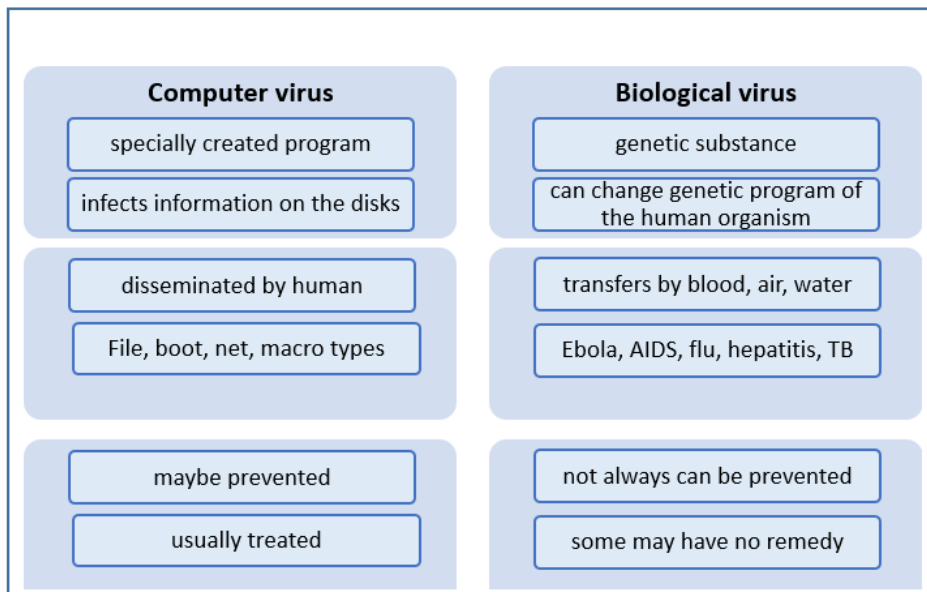 Computer virus
specially created program
infects information on the disks
disseminated by human
File, boot, net, macro types
maybe prevented
usually treated
Biological virus
genetic substance
can change genetic program of
the human organism
transfers by blood, air, water
Ebola, AIDS, flu, hepatitis, TB
not always can be prevented
some may have no remedy